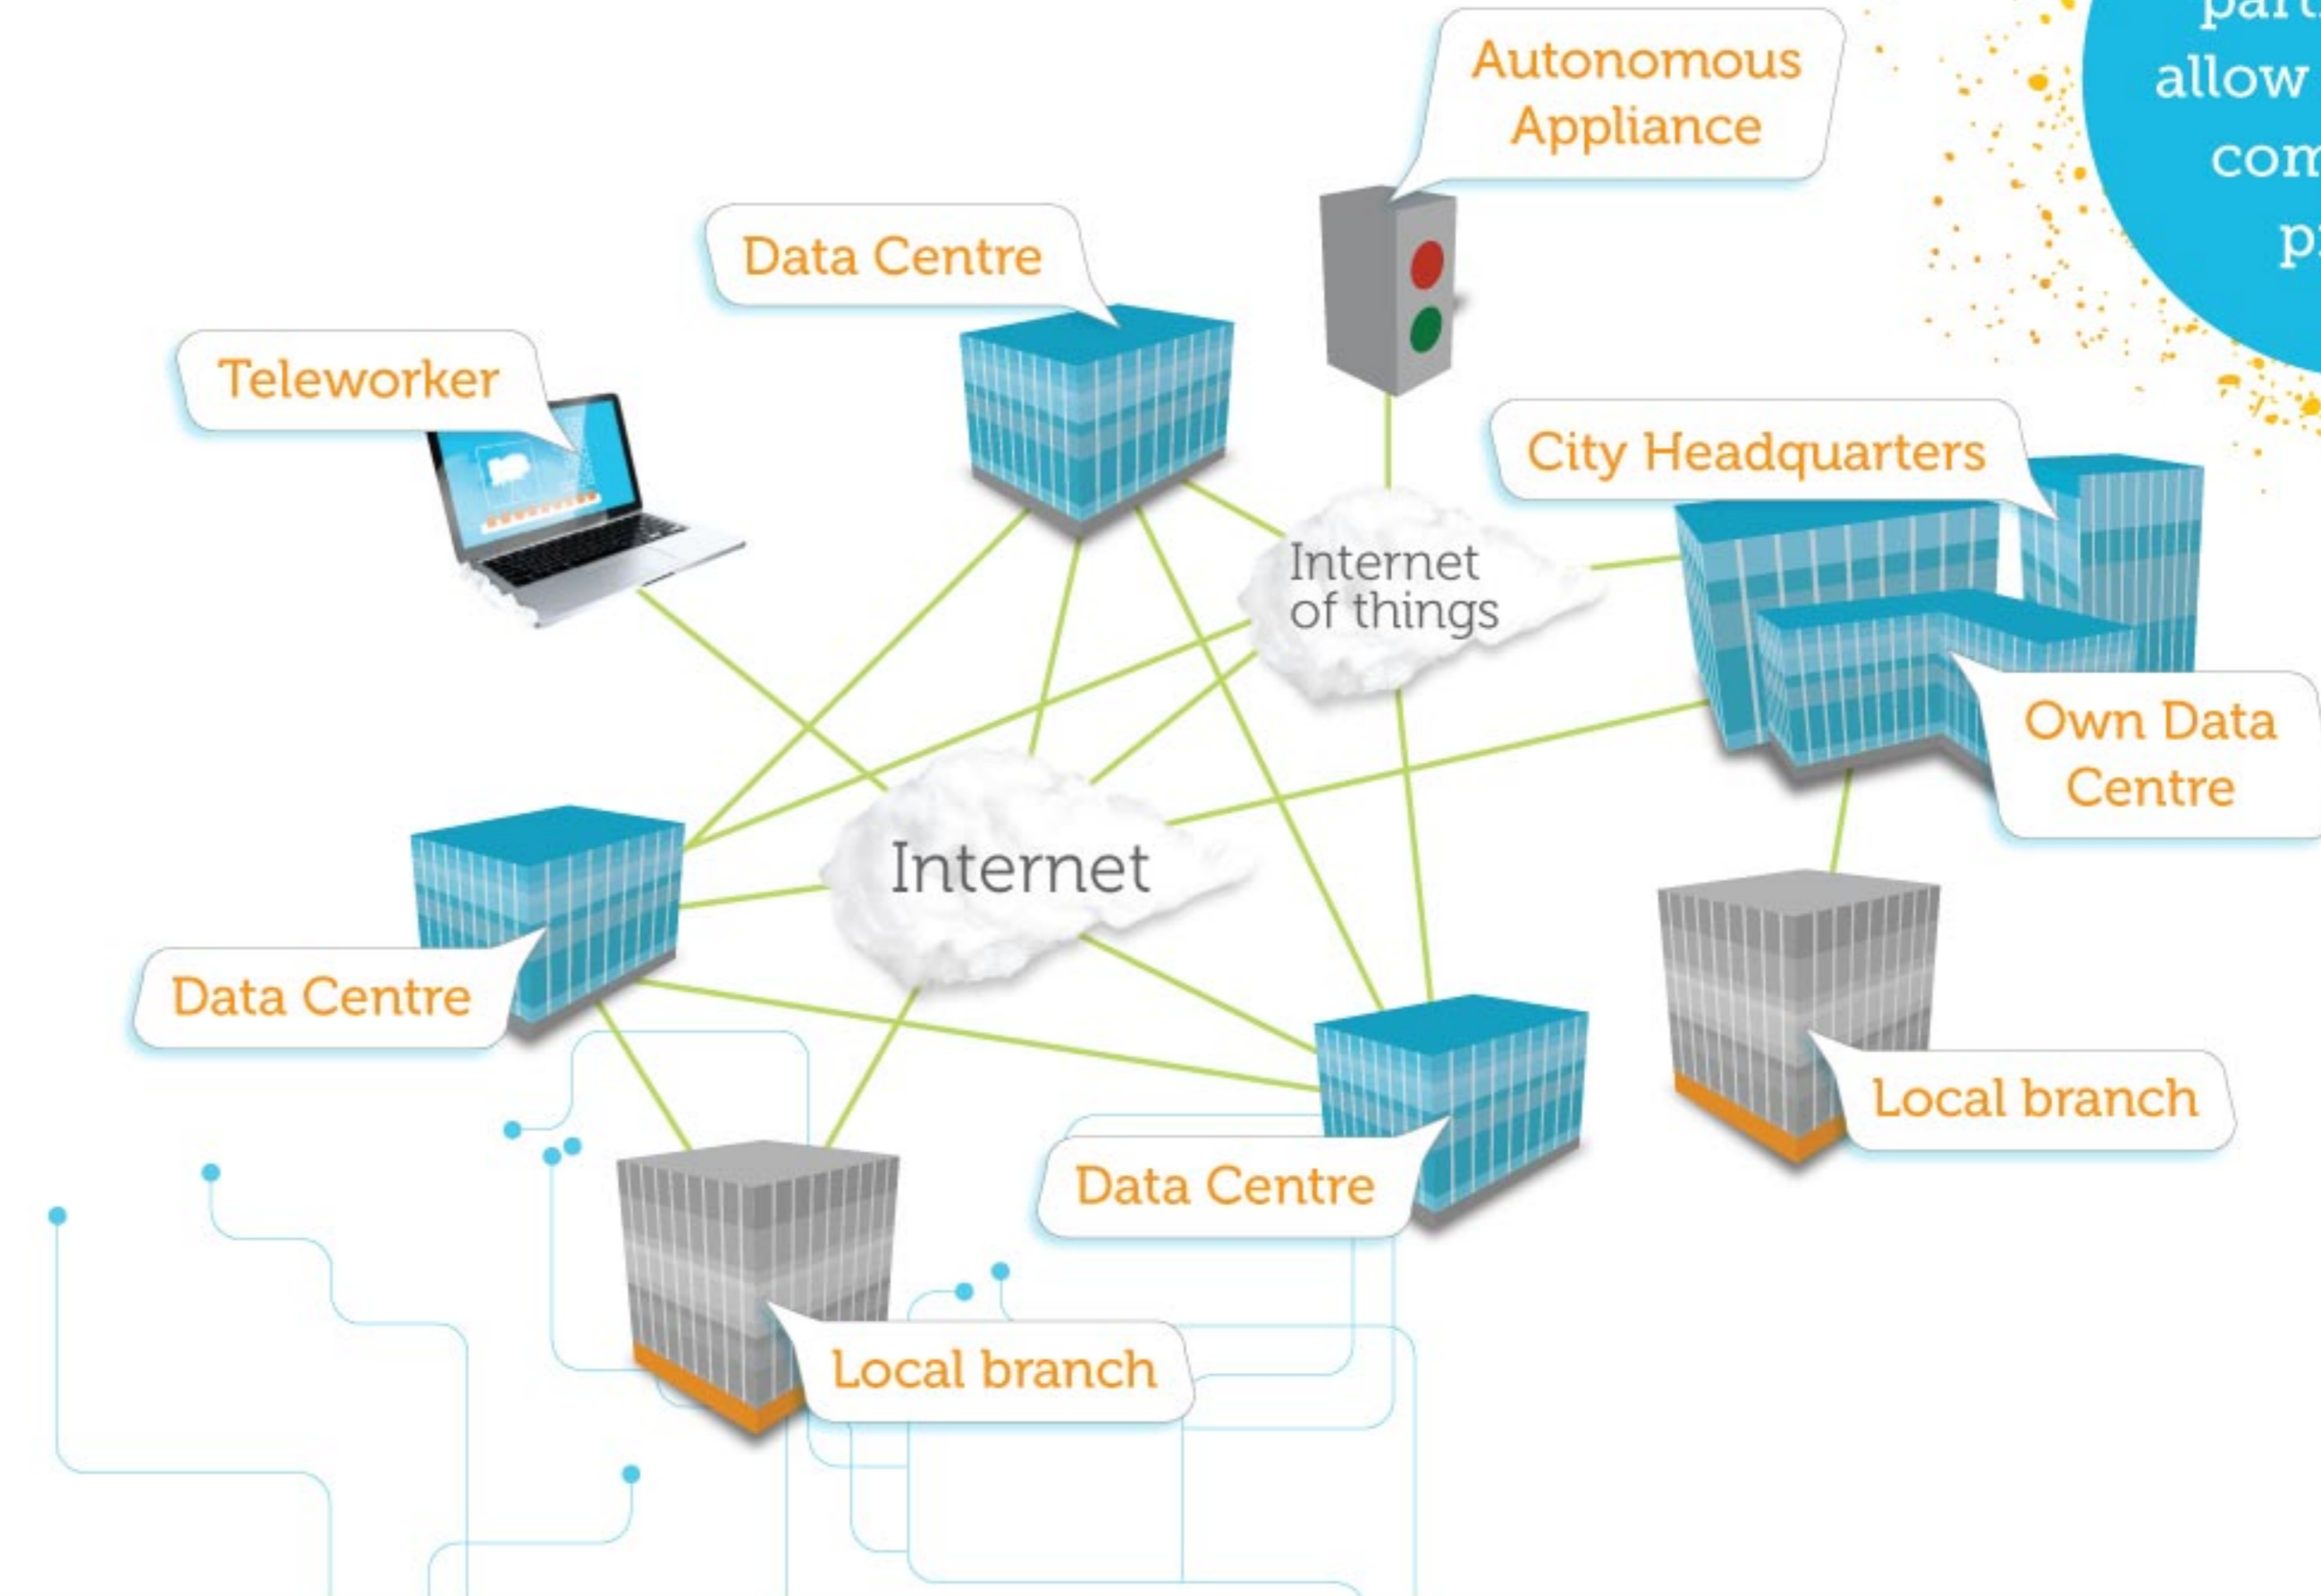 allow
Autonomous
Appliance
Data Centre
Teleworker
City Headquarters
Internet
of things
Own Data
Centre
Internet
Data Centre
Local branch
Data Centre
Local branch